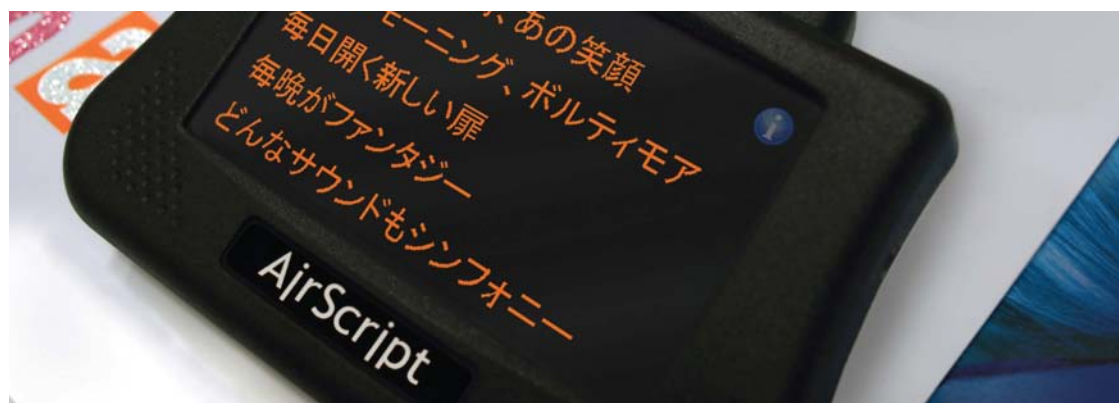 、あの笑顔
モーニング、ボルティモア
毎日開く新しい扉
毎晩がファンタジー
どんなサウンドもシンフォニー
i
AirScript